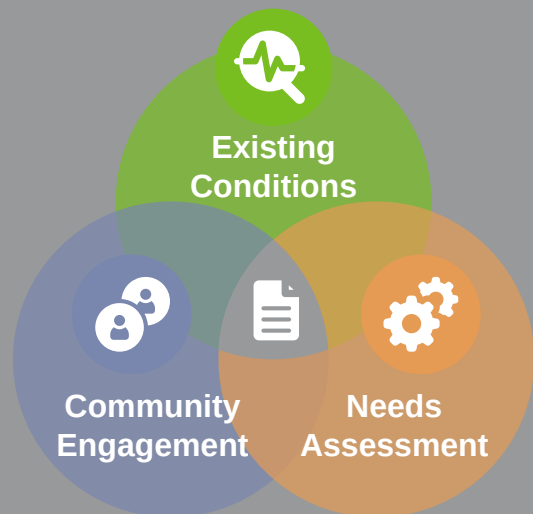 Existing
Conditions
Community
Engagement
Needs
Assessment